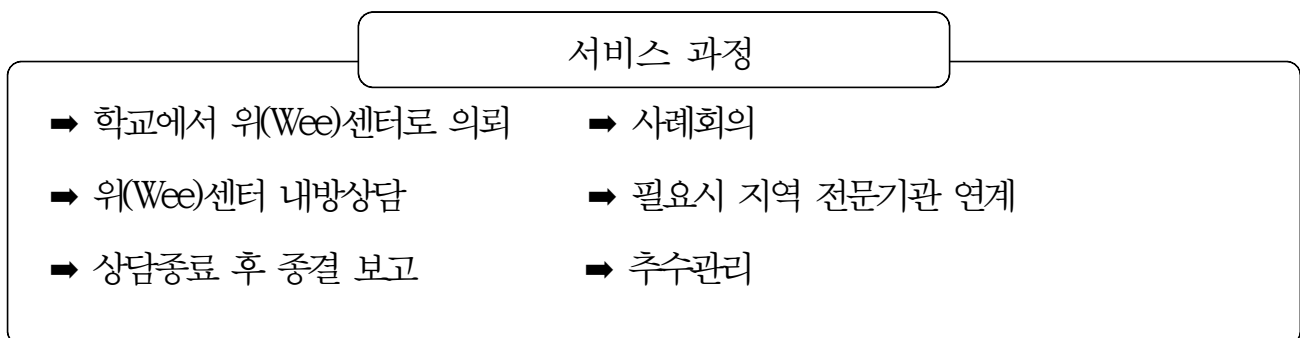 서비스 과정
➡ 학교에서 위(Wee)센터로 의뢰 ➡ 사례회의
➡ 위(Wee)센터 내방상담 ➡ 필요시 지역 전문기관 연계
➡ 상담종료 후 종결 보고 ➡ 추수관리